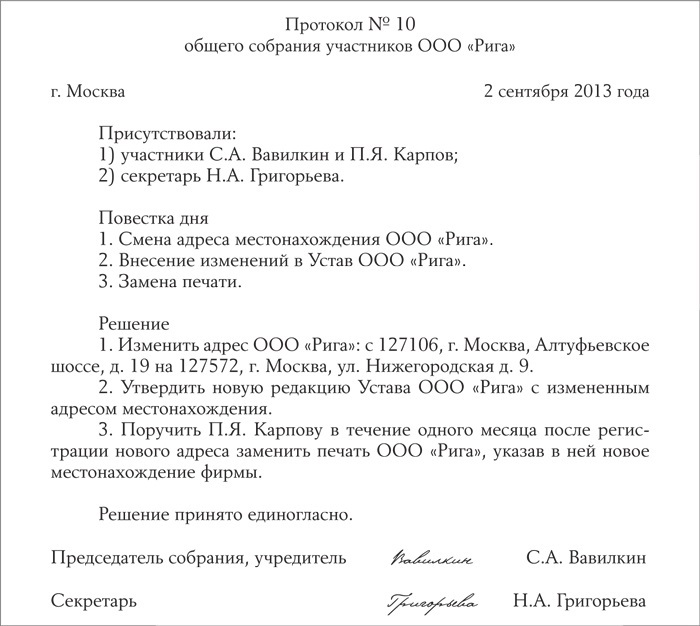 Протокол № 10
общего собрания участников ООО «Рига»
г. Москва 2 сентября 2013 года
Присутствовали:
1) участники С.А. Вавилкин и П.Я. Карпов;
2) секретарь Н.А. Григорьева.
Повестка дня
1. Смена адреса местонахождения ООО «Рига».
2. Внесение изменений в Устав ООО «Рига».
3. Замена печати.
Решение
1. Изменить адрес ООО «Рига»: с 127106, г. Москва, Алтуфьевское
шоссе, д. 19 на 127572, г. Москва, ул. Нижегородская д. 9.
2. Утвердить новую редакцию Устава ООО «Рига» с измененным
адресом местонахождения.
3. Поручить П.Я. Карпову в течение одного месяца после регис-
трации нового адреса заменить печать ООО «Рига», указав в ней новое
местонахождение фирмы.
Решение принято единогласно.
Председатель собрания, учредитель Вавилкин С.А. Вавилкин
Секретарь Григорьева Н.А. Григорьева